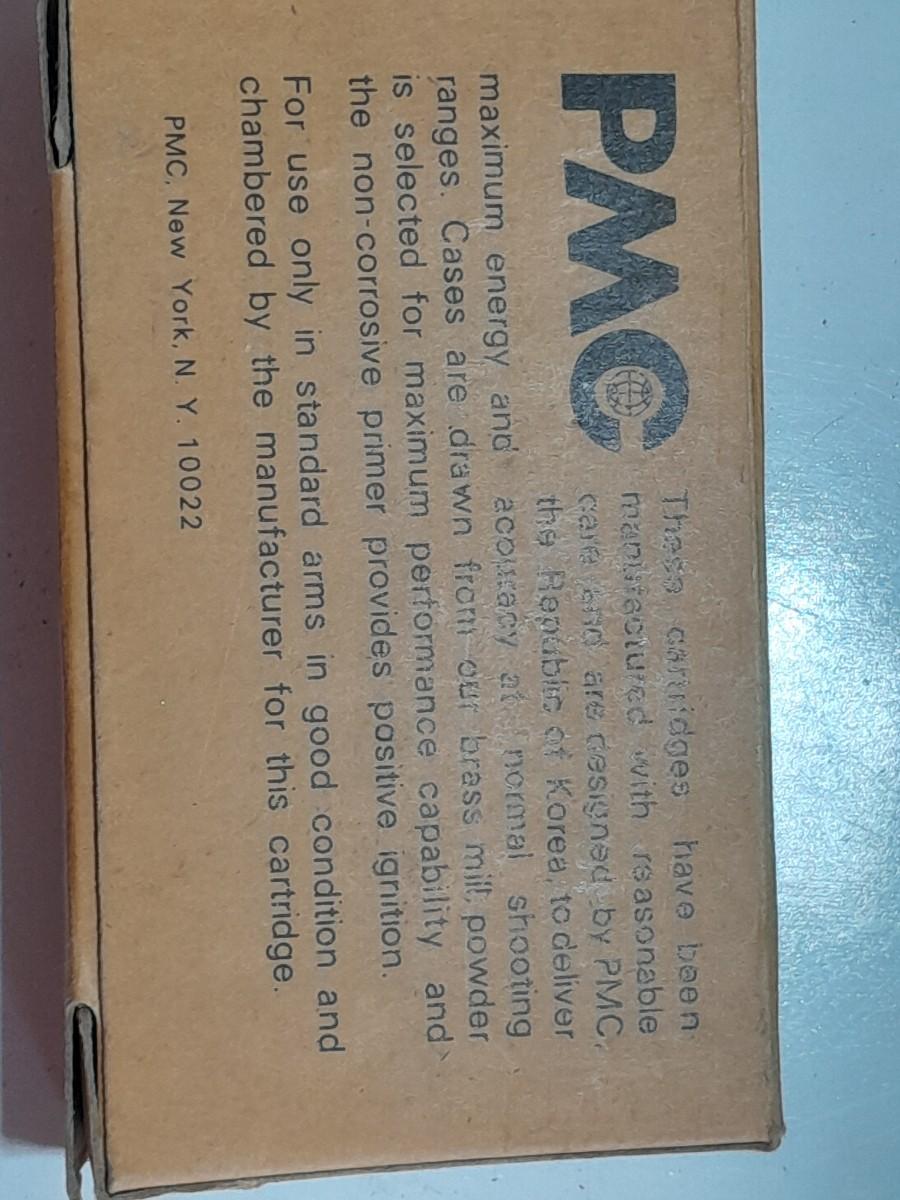 PMC
These cartridges have been
manufactured with reasonable
care and are designed by PMC,
the Republic of Korea, to deliver
maximum energy and accuracy at normal shooting
ranges. Cases are drawn from our brass mill, powder
is selected for maximum performance capability and
the non-corrosive primer provides positive ignition.
For use only in standard arms in good condition and
chambered by the manufacturer for this cartridge.
PMC, New York, N. Y. 10022